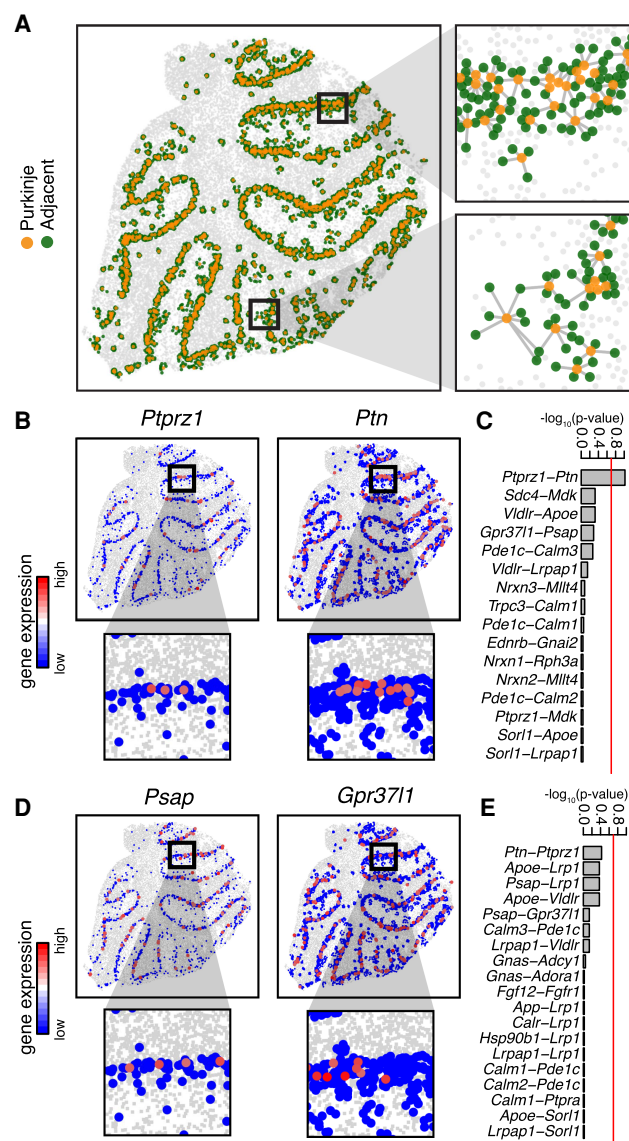 A
Purkinje
Adjacent
B
Ptprz1
Ptn
gene expression
high
low
C
-log10(p-value)
0.0
0.4
0.8
Ptprz1–Ptn
Sdc4–Mdk
Vldlr–Apoe
Gpr37l1–Psap
Pde1c–Calm3
Vldlr–Lrpap1
Nrxn3–Mllt4
Trpc3–Calm1
Pde1c–Calm1
Ednrb–Gnai2
Nrxn1–Rph3a
Nrxn2–Mllt4
Pde1c–Calm2
Ptprz1–Mdk
Sorl1–Apoe
Sorl1–Lrpap1
D
Psap
Gpr37l1
gene expression
high
low
E
-log10(p-value)
0.0
0.4
0.8
Ptn–Ptprz1
Apoe–Lrp1
Psap–Lrp1
Apoe–Vldlr
Psap–Gpr37l1
Calm3–Pde1c
Lrpap1–Vldlr
Gnas–Adcy1
Gnas–Adora1
Fgf12–Fgfr1
App–Lrp1
Calr–Lrp1
Hsp90b1–Lrp1
Lrpap1–Lrp1
Calm1–Pde1c
Calm2–Pde1c
Calm1–Ptpra
Apoe–Sorl1
Lrpap1–Sorl1